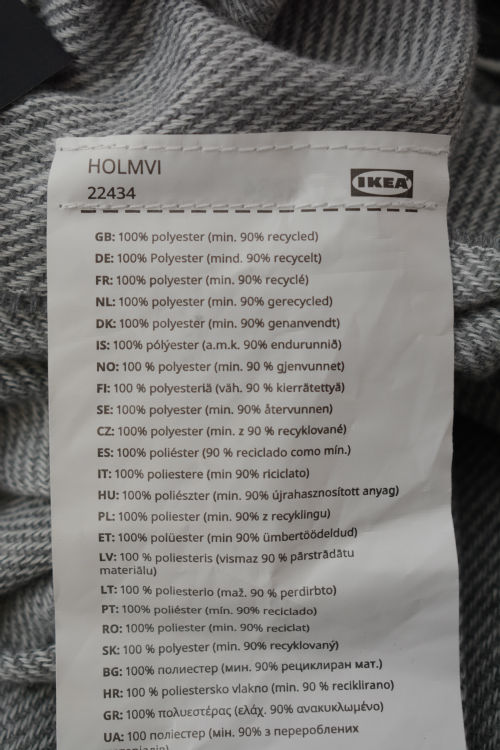 HOLMVI
22434
IKEA
GB: 100% polyester (min. 90% recycled)
DE: 100% Polyester (mind. 90% recycelt)
FR: 100% polyester (min. 90% recyclé)
NL: 100% polyester (min. 90% gerecycled)
DK: 100% polyester (min. 90% genanvendt)
IS: 100% pólýester (a.m.k. 90% endurunnið)
NO: 100 % polyester (min. 90 % gjenvunnet)
FI: 100 % polyesteriä (väh. 90 % kierrätettyä)
SE: 100% polyester (min. 90% återvunnen)
CZ: 100% polyester (min. z 90 % recyklované)
ES: 100% poliéster (90 % reciclado como mín.)
IT: 100% poliestere (min 90% riciclato)
HU: 100% poliészter (min. 90% újrahasznosított anyag)
PL: 100% poliester (min. 90% z recyklingu)
ET: 100% polüester (min 90% ümbertöödeldud)
LV: 100 % poliesteris (vismaz 90 % pārstrādātu
materiālu)
LT: 100 % poliesterio (maž. 90 % perdirbto)
PT: 100% poliéster (mín. 90% reciclado)
RO: 100% poliester (min. 90% reciclat)
SK: 100% polyester (min. 90% recyklovaný)
BG: 100% полиестер (мин. 90% рециклиран мат.)
HR: 100 % poliestersko vlakno (min. 90 % reciklirano)
GR: 100% πολυεστέρας (ελάχ. 90% ανακυκλωμένο)
UA: 100 поліестер (мін. 90% з перероблених